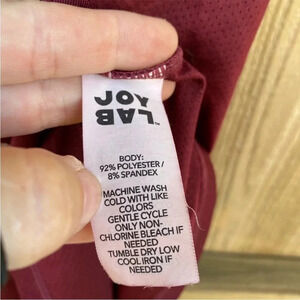 JOY
LAB
™
BODY:
92% POLYESTER /
8% SPANDEX
MACHINE WASH
COLD WITH LIKE
COLORS
GENTLE CYCLE
ONLY NON-
CHLORINE BLEACH IF
NEEDED
TUMBLE DRY LOW
COOL IRON IF
NEEDED